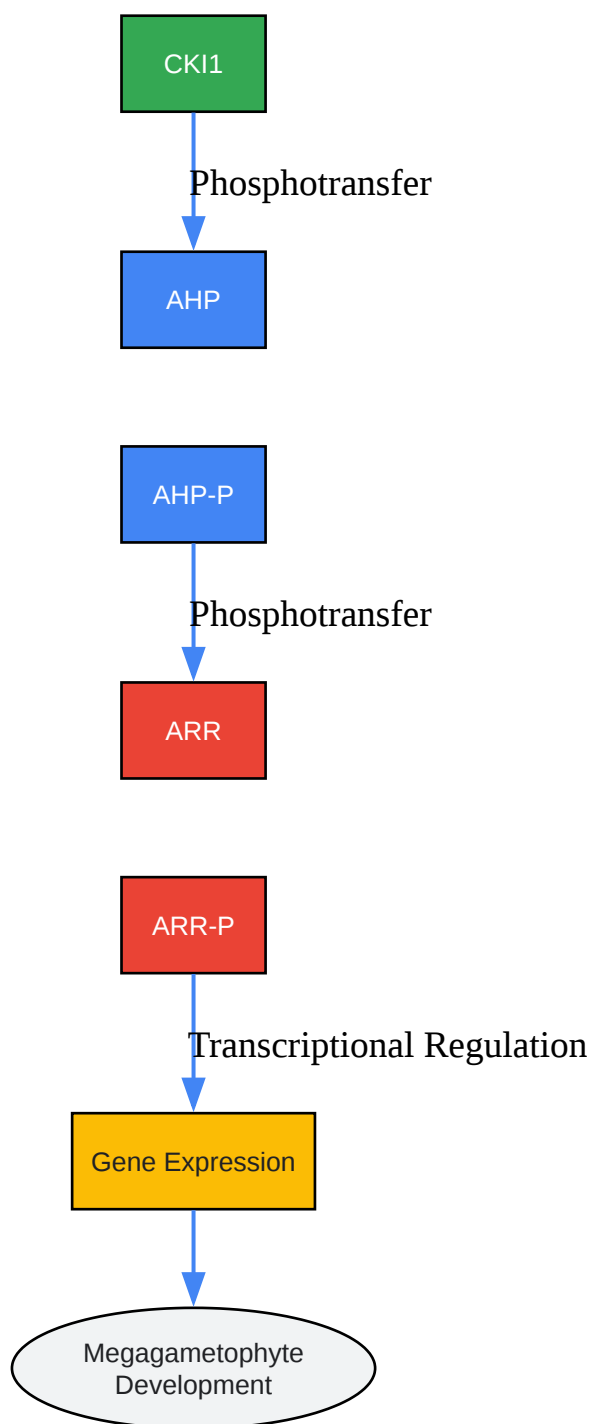 CKI1
Phosphotransfer
AHP
AHP-P
Phosphotransfer
ARR
ARR-P
Transcriptional Regulation
Gene Expression
Megagametophyte
Development